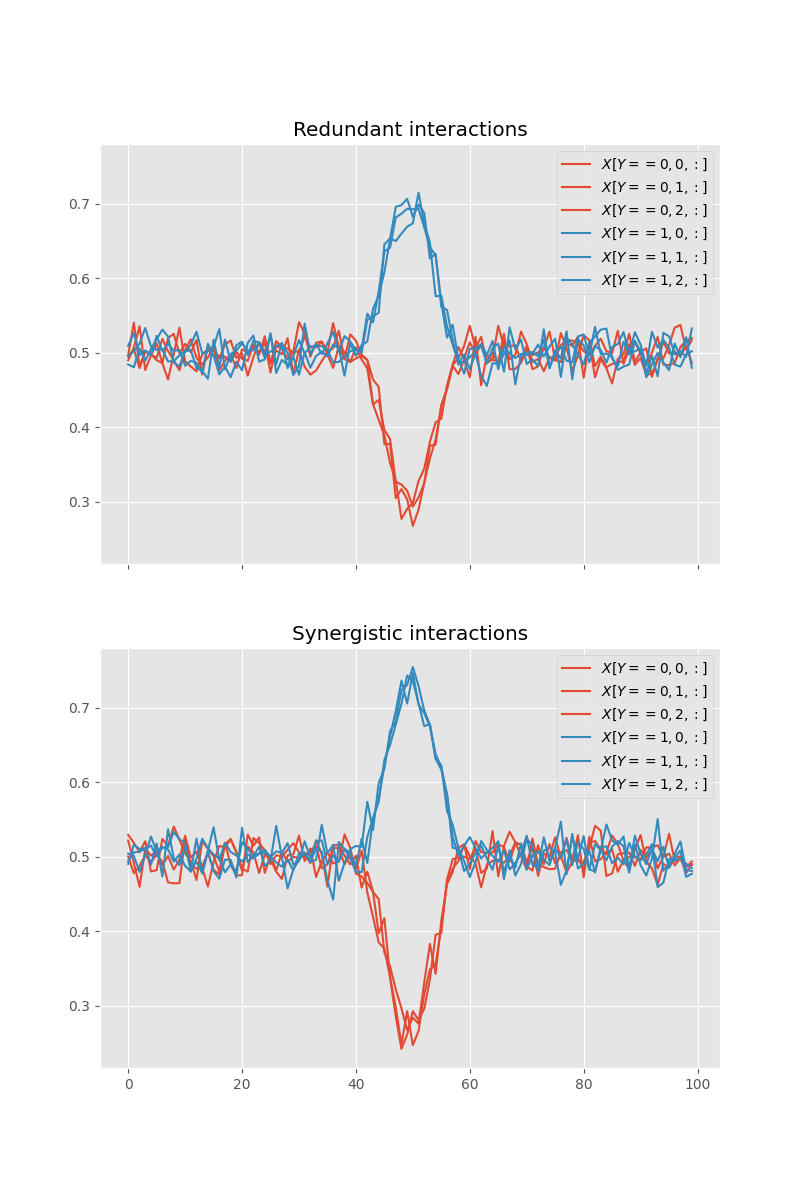 Redundant interactions
X[Y==0,0,:]
X[Y==0,1,:]
X[Y==0,2,:]
X[Y==1,0,:]
X[Y==1,1,:]
X[Y==1,2,:]
0.7
0.6
0.5
0.4
0.3
Synergistic interactions
X[Y==0,0,:]
X[Y==0,1,:]
X[Y==0,2,:]
X[Y==1,0,:]
X[Y==1,1,:]
X[Y==1,2,:]
0.7
0.6
0.5
0.4
0.3
0 20 40 60 80 100